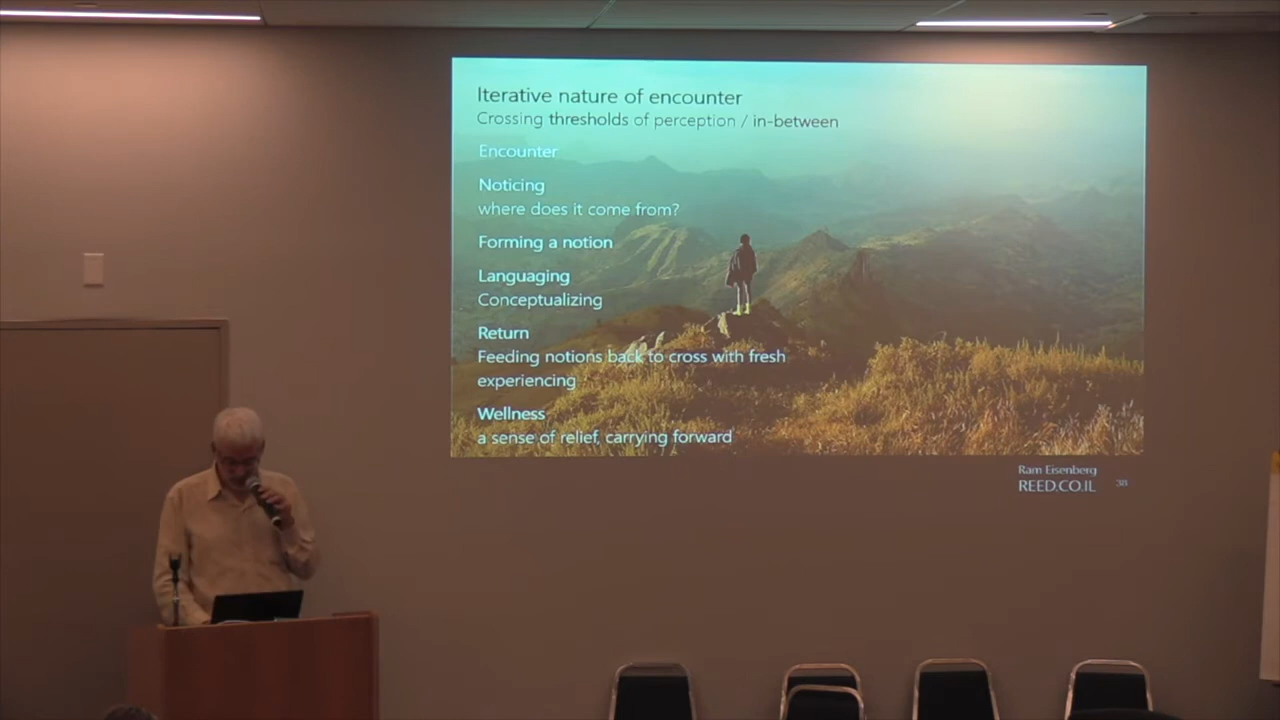 Iterative nature of encounter
Crossing thresholds of perception / in-between
Encounter
Noticing
where does it come from?
Forming a notion
Languaging
Conceptualizing
Return
Feeding notions back to cross with fresh
experiencing
Wellness
a sense of relief, carrying forward
Ram Eisenberg
REED.CO.IL
38